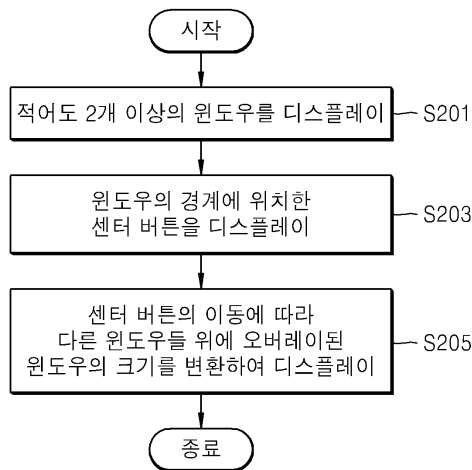 시작
적어도 2개 이상의 윈도우를 디스플레이
S201
윈도우의 경계에 위치한
센터 버튼을 디스플레이
S203
센터 버튼의 이동에 따라
다른 윈도우들 위에 오버레이된
윈도우의 크기를 변환하여 디스플레이
S205
종료